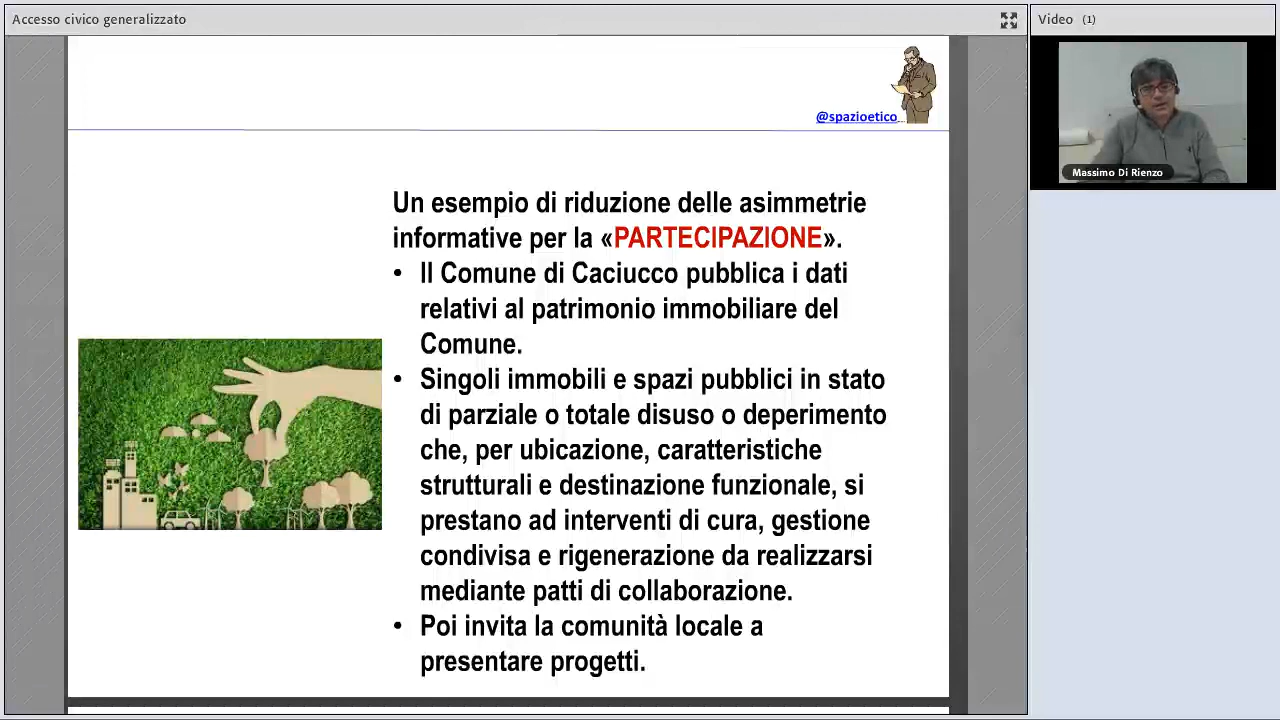 Accesso civico generalizzato
Video (1)
Massimo Di Rienzo
@spazioetico...
Un esempio di riduzione delle asimmetrie
informative per la «PARTECIPAZIONE».
• Il Comune di Caciucco pubblica i dati
relativi al patrimonio immobiliare del
Comune.
• Singoli immobili e spazi pubblici in stato
di parziale o totale disuso o deperimento
che, per ubicazione, caratteristiche
strutturali e destinazione funzionale, si
prestano ad interventi di cura, gestione
condivisa e rigenerazione da realizzarsi
mediante patti di collaborazione.
• Poi invita la comunità locale a
presentare progetti.